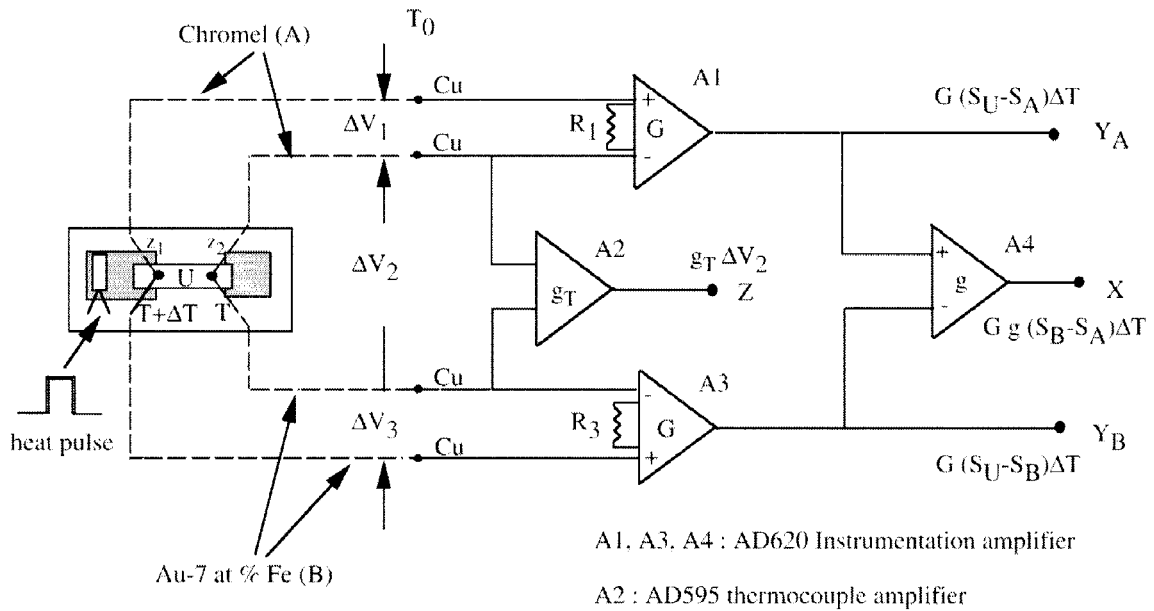 T0
Chromel (A)
Cu
ΔV1
Cu
R1
+
G
-
A1
G (SU-SA)ΔT
YA
z1
z2
U
T+ΔT
T
ΔV2
gT
A2
gT ΔV2
Z
+
g
-
A4
X
G g (SB-SA)ΔT
heat pulse
Cu
ΔV3
Cu
R3
-
G
+
A3
YB
G (SU-SB)ΔT
Au-7 at % Fe (B)
A1, A3, A4 : AD620 Instrumentation amplifier
A2 : AD595 thermocouple amplifier